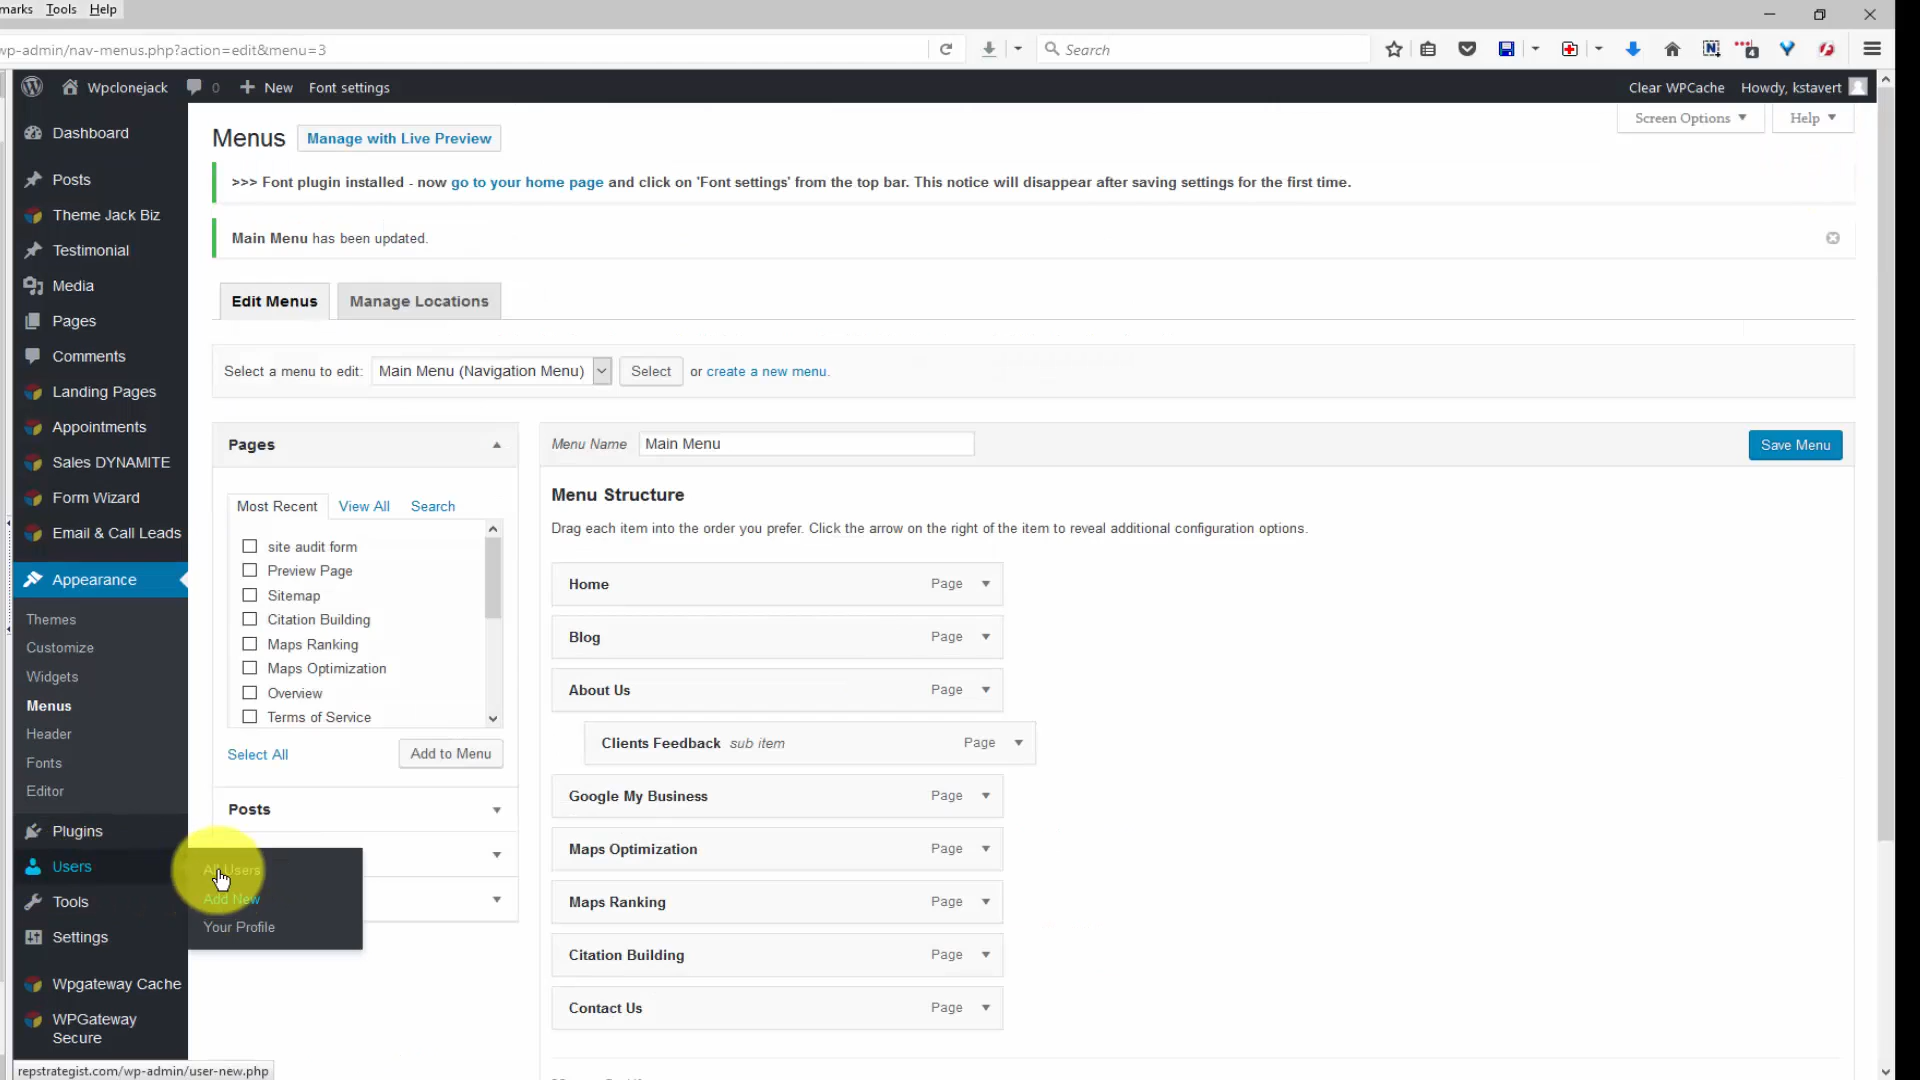 marks Tools Help
wp-admin/nav-menus.php?action=edit&menu=3
Search
4
Wpclonejack 0 New Font settings
Clear WPCache Howdy, kstavert
Dashboard
Posts
Theme Jack Biz
Testimonial
Media
Pages
Comments
Landing Pages
Appointments
Sales DYNAMITE
Form Wizard
Email & Call Leads
Appearance
Themes
Customize
Widgets
Menus
Header
Fonts
Editor
Plugins
Users
Tools
Settings
Wpgateway Cache
WPGateway
Secure
All Users
Add New
Your Profile
Menus Manage with Live Preview
Screen Options Help
>>> Font plugin installed - now go to your home page and click on 'Font settings' from the top bar. This notice will disappear after saving settings for the first time.
Main Menu has been updated.
Edit Menus Manage Locations
Select a menu to edit: Main Menu (Navigation Menu) Select or create a new menu.
Pages
Most Recent View All Search
site audit form
Preview Page
Sitemap
Citation Building
Maps Ranking
Maps Optimization
Overview
Terms of Service
Select All Add to Menu
Posts
Menu Name Main Menu Save Menu
Menu Structure
Drag each item into the order you prefer. Click the arrow on the right of the item to reveal additional configuration options.
Home Page
Blog Page
About Us Page
Clients Feedback sub item Page
Google My Business Page
Maps Optimization Page
Maps Ranking Page
Citation Building Page
Contact Us Page
repstrategist.com/wp-admin/user-new.php